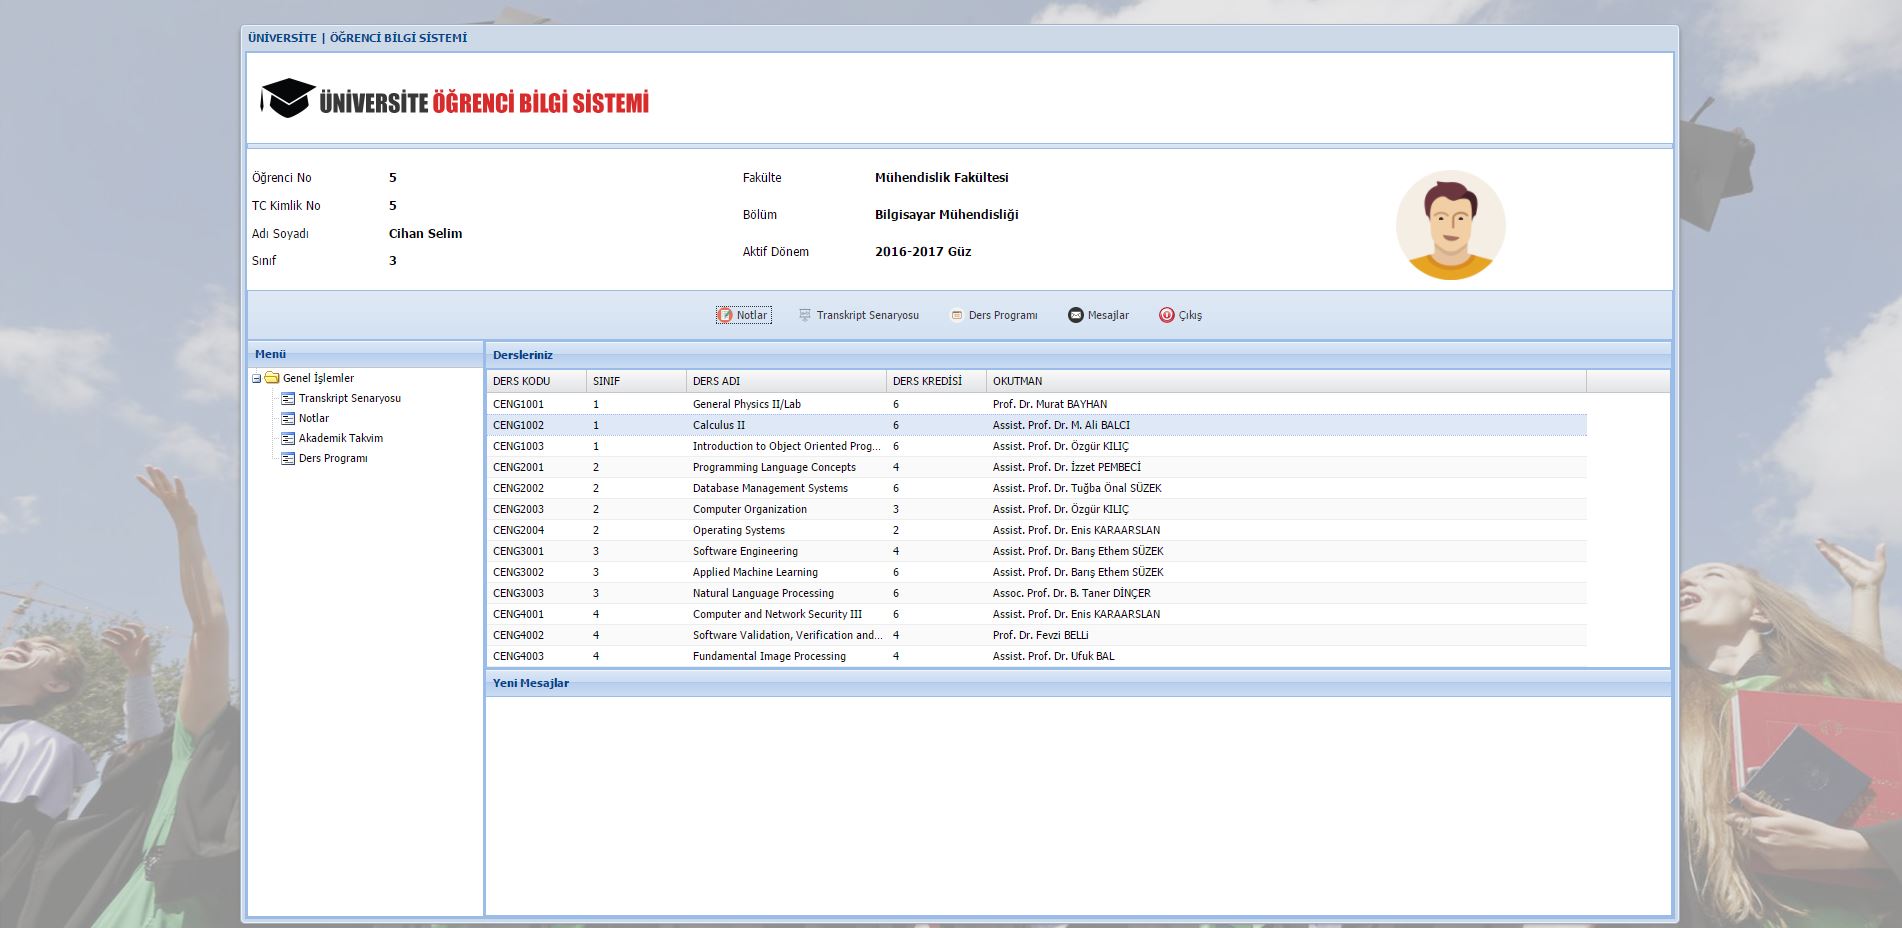 ÜNİVERSİTE | ÖĞRENCİ BİLGİ SİSTEMİ
ÜNİVERSİTE ÖĞRENCİ BİLGİ SİSTEMİ
Öğrenci No 5
TC Kimlik No 5
Adı Soyadı Cihan Selim
Sınıf 3
Fakülte Mühendislik Fakültesi
Bölüm Bilgisayar Mühendisliği
Aktif Dönem 2016-2017 Güz
Notlar Transkript Senaryosu Ders Programı Mesajlar Çıkış
Menü
Genel İşlemler
Transkript Senaryosu
Notlar
Akademik Takvim
Ders Programı
Dersleriniz
DERS KODU SINIF DERS ADI DERS KREDİSİ OKUTMAN
CENG1001 1 General Physics II/Lab 6 Prof. Dr. Murat BAYHAN
CENG1002 1 Calculus II 6 Assist. Prof. Dr. M. Ali BALCI
CENG1003 1 Introduction to Object Oriented Prog... 6 Assist. Prof. Dr. Özgür KILIÇ
CENG2001 2 Programming Language Concepts 4 Assist. Prof. Dr. İzzet PEMBECİ
CENG2002 2 Database Management Systems 6 Assist. Prof. Dr. Tuğba Önal SÜZEK
CENG2003 2 Computer Organization 3 Assist. Prof. Dr. Özgür KILIÇ
CENG2004 2 Operating Systems 2 Assist. Prof. Dr. Enis KARAARSLAN
CENG3001 3 Software Engineering 4 Assist. Prof. Dr. Barış Ethem SÜZEK
CENG3002 3 Applied Machine Learning 6 Assist. Prof. Dr. Barış Ethem SÜZEK
CENG3003 3 Natural Language Processing 6 Assoc. Prof. Dr. B. Taner DİNÇER
CENG4001 4 Computer and Network Security III 6 Assist. Prof. Dr. Enis KARAARSLAN
CENG4002 4 Software Validation, Verification and... 4 Prof. Dr. Fevzi BELLi
CENG4003 4 Fundamental Image Processing 4 Assist. Prof. Dr. Ufuk BAL
Yeni Mesajlar